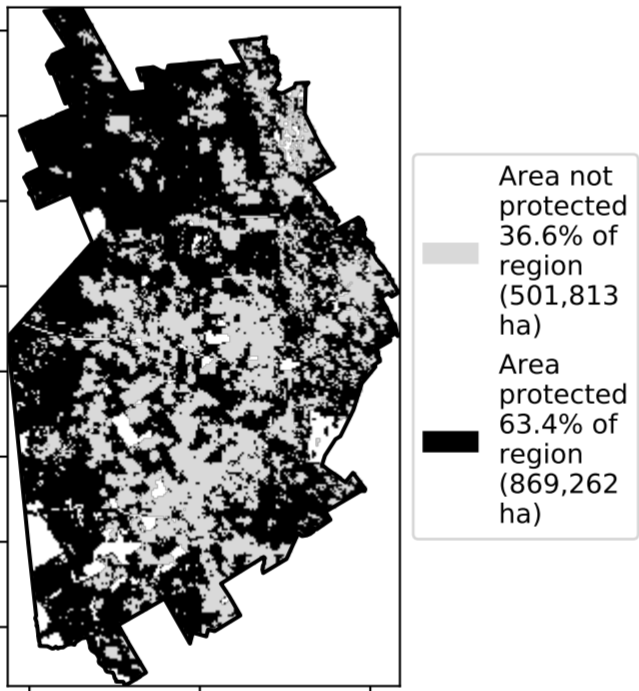 Area not
protected
36.6% of
region
(501,813
ha)
Area
protected
63.4% of
region
(869,262
ha)